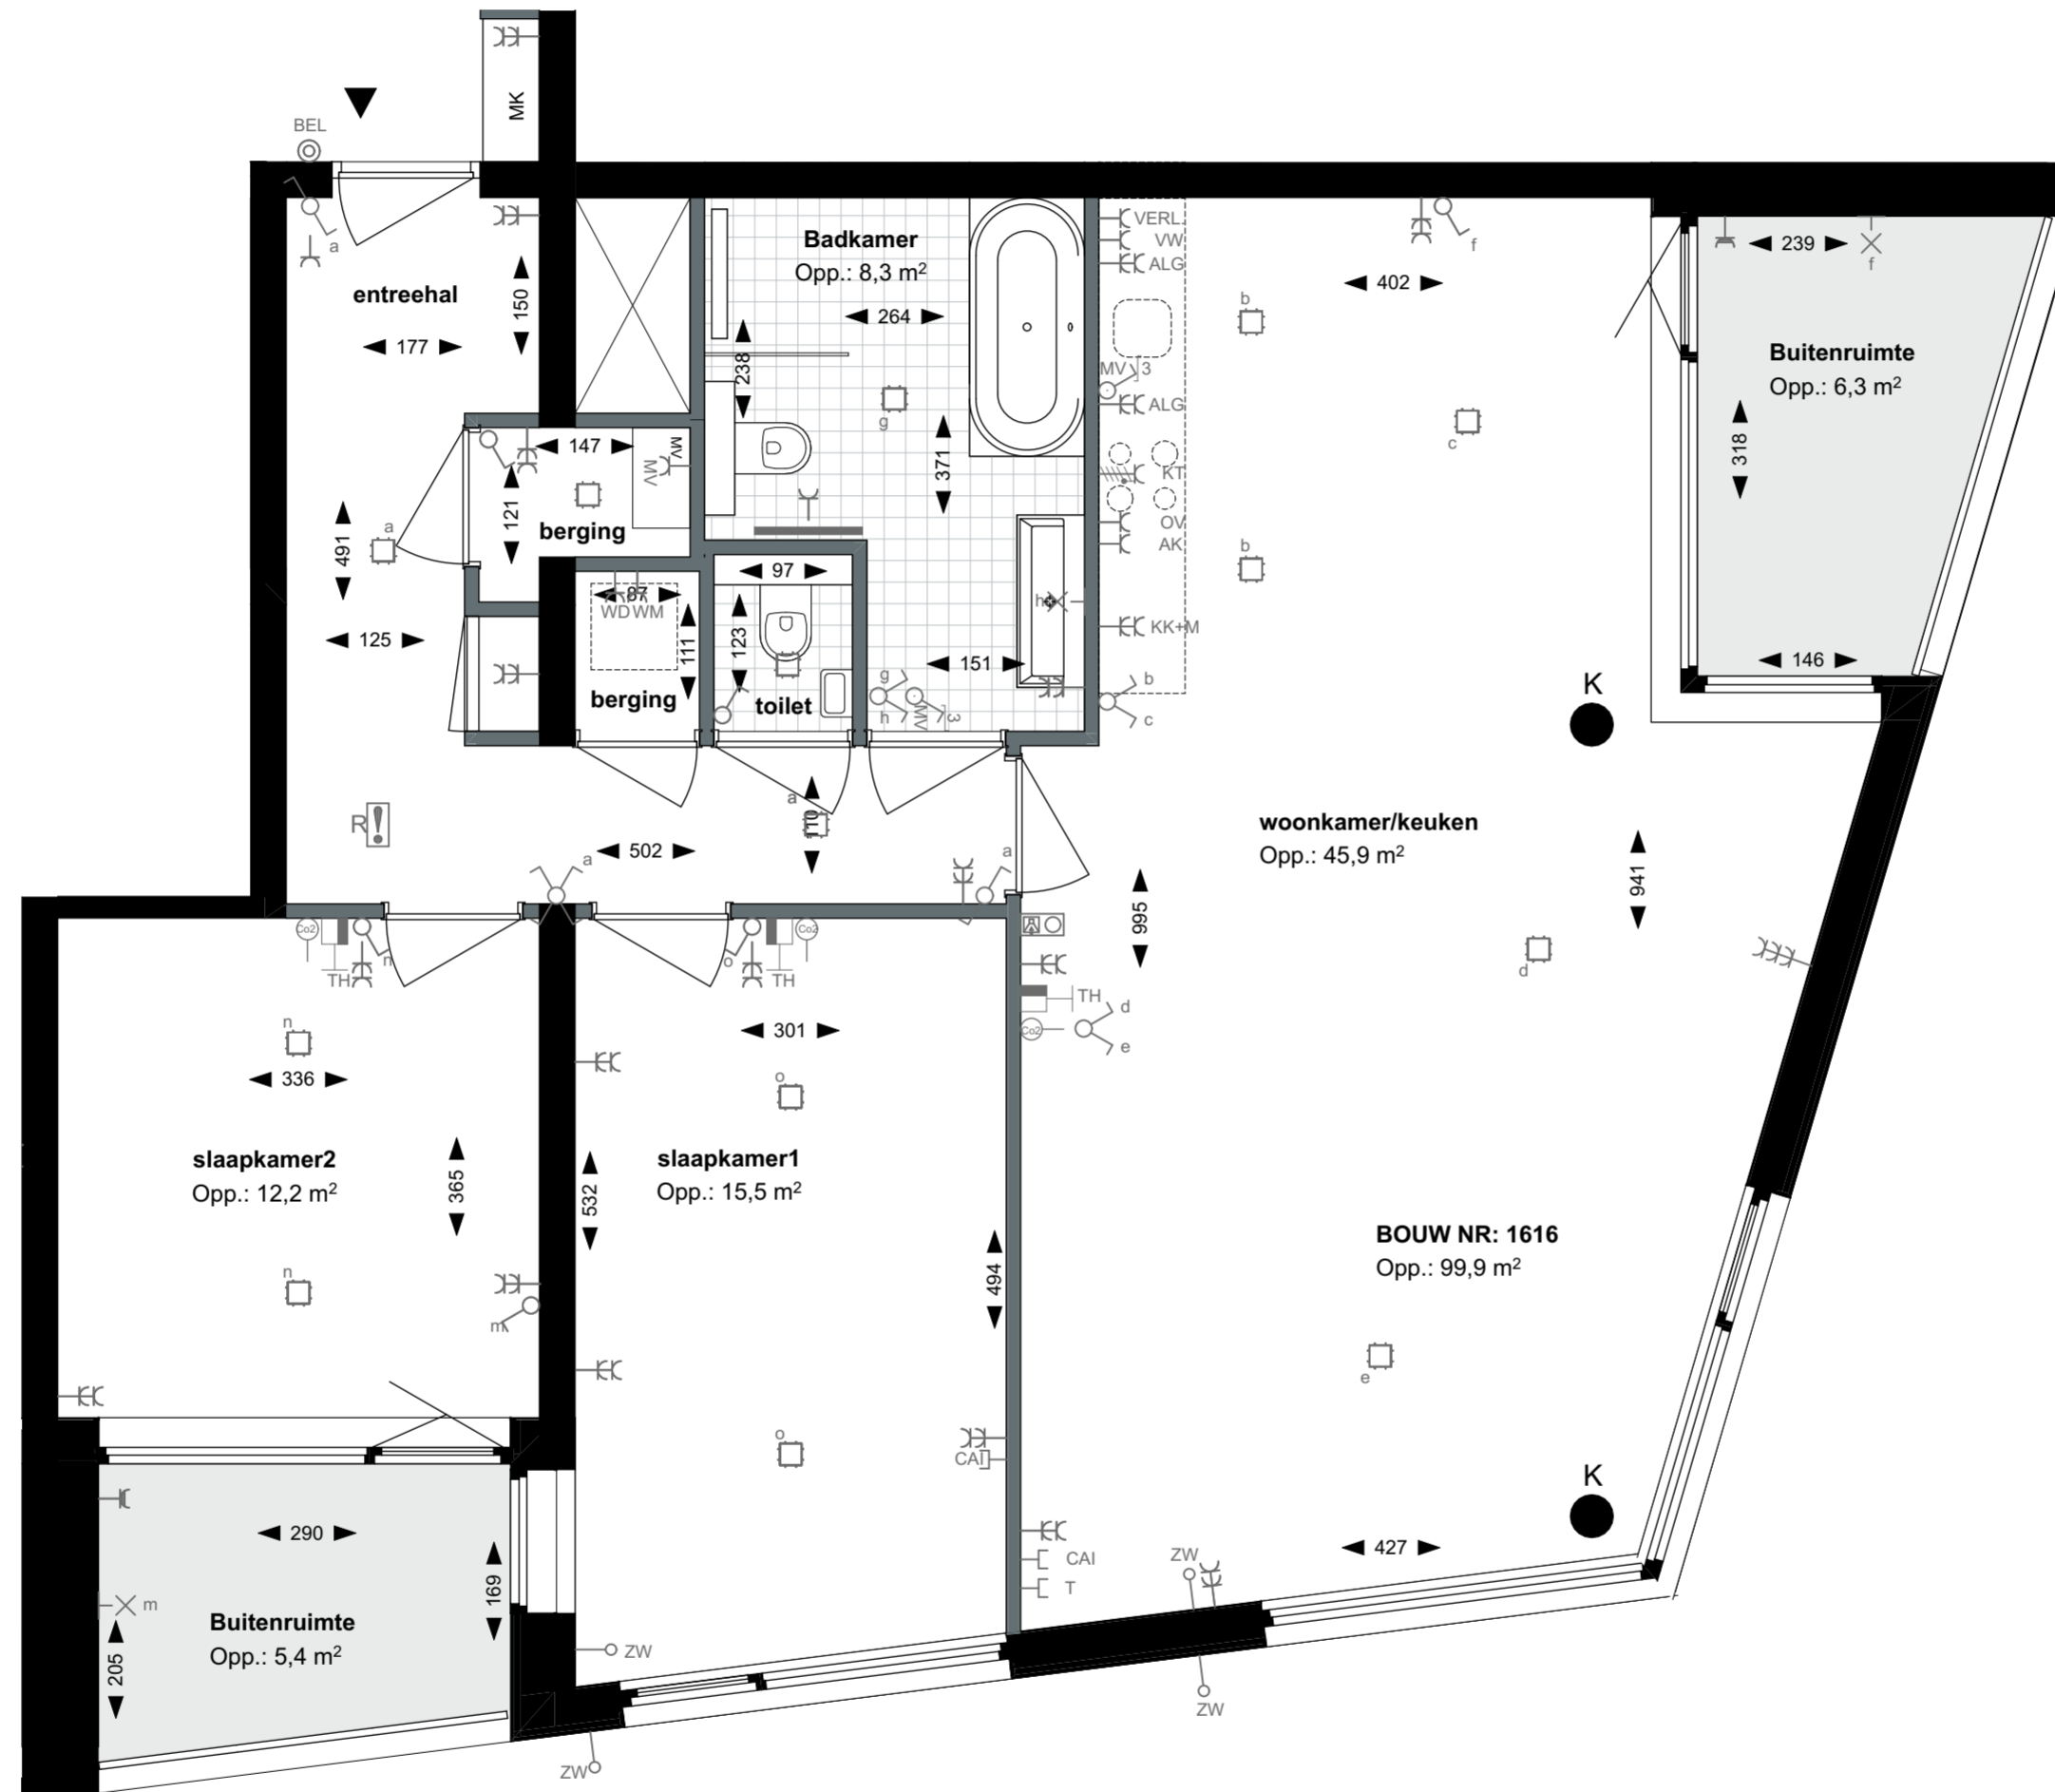 MK
BEL
a
entreehal
150
177
Badkamer
Opp.: 8,3 m²
264
238
g
371
VERL.
VW
ALG
MV
3
ALG
KT
OV
AK
KK+M
b
c
402
f
b
c
b
239
f
Buitenruimte
Opp.: 6,3 m²
318
146
147
MV
MV
121
berging
491
a
125
87
WD WM
111
berging
97
123
toilet
151
h
g
h
MV
3
K
R
a
110
502
a
a
woonkamer/keuken
Opp.: 45,9 m²
941
995
d
Co2
n
TH
o
TH
Co2
TH
Co2
d
e
n
336
301
o
slaapkamer2
Opp.: 12,2 m²
365
532
slaapkamer1
Opp.: 15,5 m²
494
BOUW NR: 1616
Opp.: 99,9 m²
n
m
e
o
CAI
K
290
169
m
Buitenruimte
Opp.: 5,4 m²
205
CAI
T
ZW
427
ZW
ZW
ZW